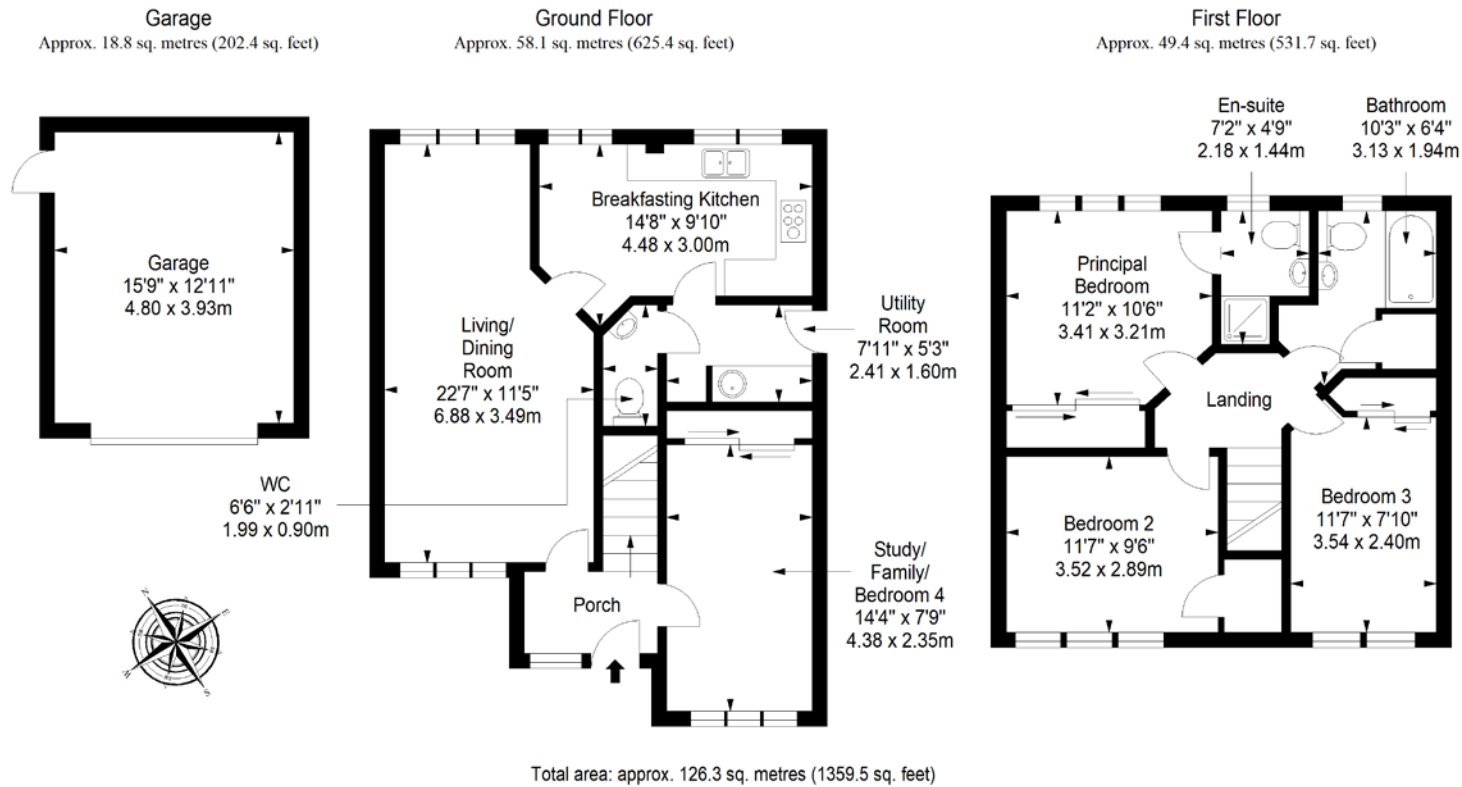 Garage
Approx. 18.8 sq. metres (202.4 sq. feet)
Ground Floor
Approx. 58.1 sq. metres (625.4 sq. feet)
First Floor
Approx. 49.4 sq. metres (531.7 sq. feet)
Garage
15'9" x 12'11"
4.80 x 3.93m
Breakfasting Kitchen
14'8" x 9'10"
4.48 x 3.00m
Living/
Dining
Room
22'7" x 11'5"
6.88 x 3.49m
Utility
Room
7'11" x 5'3"
2.41 x 1.60m
WC
6'6" x 2'11"
1.99 x 0.90m
Porch
Study/
Family/
Bedroom 4
14'4" x 7'9"
4.38 x 2.35m
En-suite
7'2" x 4'9"
2.18 x 1.44m
Bathroom
10'3" x 6'4"
3.13 x 1.94m
Principal
Bedroom
11'2" x 10'6"
3.41 x 3.21m
Landing
Bedroom 2
11'7" x 9'6"
3.52 x 2.89m
Bedroom 3
11'7" x 7'10"
3.54 x 2.40m
N
E
W
S
Total area: approx. 126.3 sq. metres (1359.5 sq. feet)